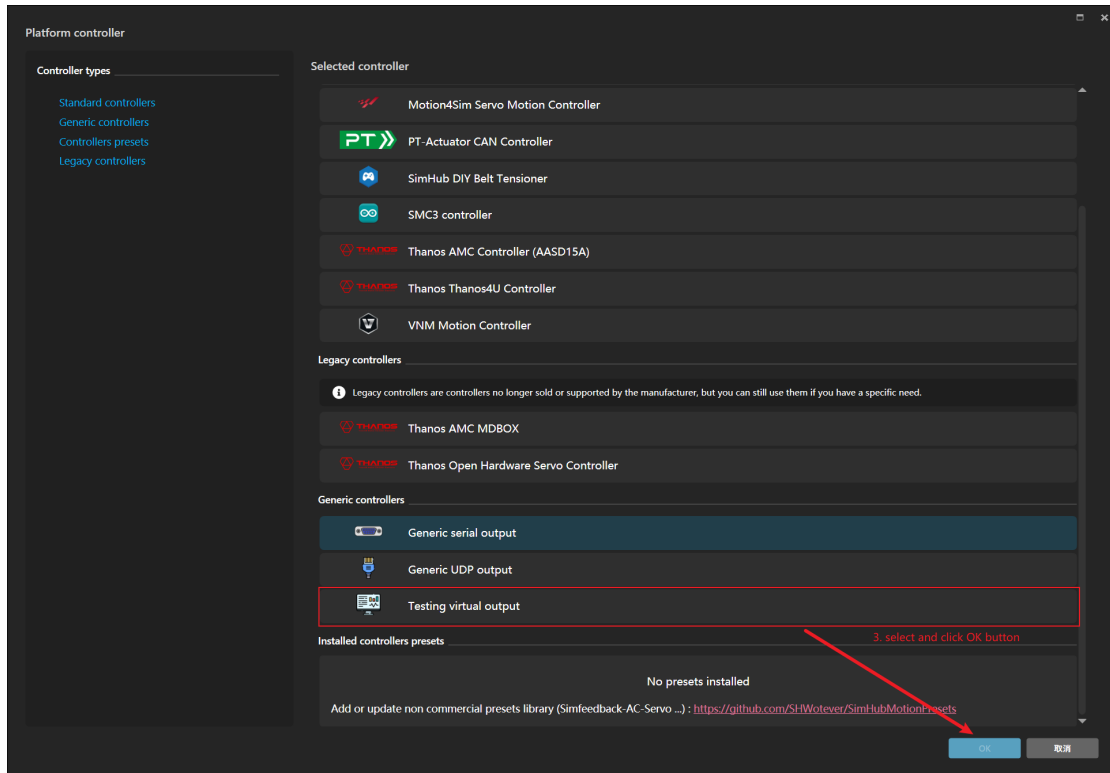 Platform controller
Controller types
Standard controllers
Generic controllers
Controllers presets
Legacy controllers
Selected controller
Motion4Sim Servo Motion Controller
PT
PT-Actuator CAN Controller
SimHub DIY Belt Tensioner
SMC3 controller
THANOS
Thanos AMC Controller (AASD15A)
THANOS
Thanos Thanos4U Controller
VNM Motion Controller
Legacy controllers
Legacy controllers are controllers no longer sold or supported by the manufacturer, but you can still use them if you have a specific need.
THANOS
Thanos AMC MDBOX
THANOS
Thanos Open Hardware Servo Controller
Generic controllers
Generic serial output
Generic UDP output
Testing virtual output
Installed controllers presets
3. select and click OK button
No presets installed
Add or update non commercial presets library (Simfeedback-AC-Servo ...) : https://github.com/SHWotever/SimHubMotionPresets
OK
取消